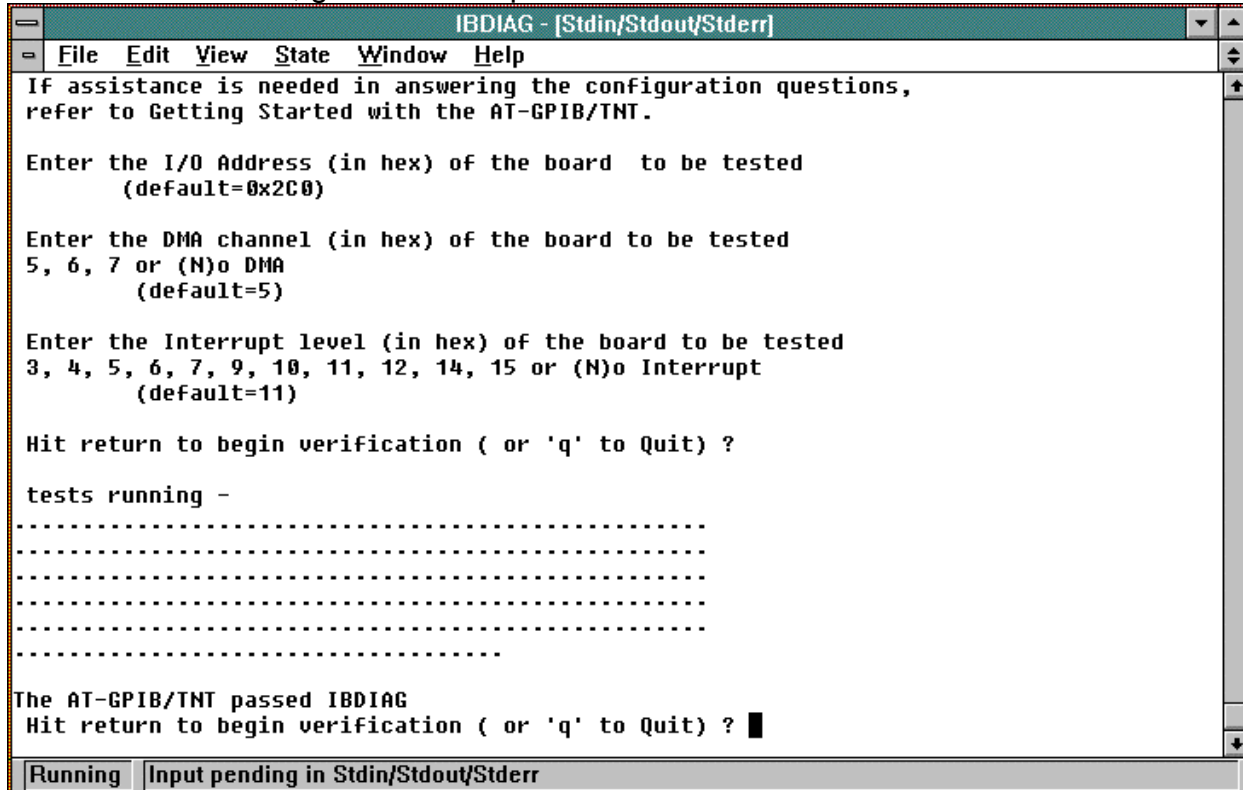 IBDIAG - [Stdin/Stdout/Stderr]
File Edit View State Window Help
If assistance is needed in answering the configuration questions,
refer to Getting Started with the AT-GPIB/TNT.
Enter the I/O Address (in hex) of the board  to be tested
(default=0x2C0)
Enter the DMA channel (in hex) of the board to be tested
5, 6, 7 or (N)o DMA
(default=5)
Enter the Interrupt level (in hex) of the board to be tested
3, 4, 5, 6, 7, 9, 10, 11, 12, 14, 15 or (N)o Interrupt
(default=11)
Hit return to begin verification ( or 'q' to Quit) ?
tests running -
...................................................
...................................................
...................................................
...................................................
...................................................
....................................
The AT-GPIB/TNT passed IBDIAG
Hit return to begin verification ( or 'q' to Quit) ?
Running Input pending in Stdin/Stdout/Stderr